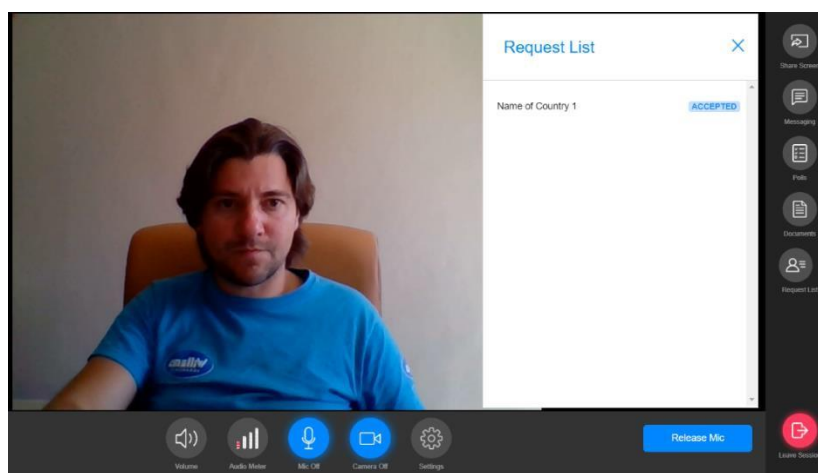 Request List
Name of Country 1
ACCEPTED
Share Screen
Messaging
Polls
Documents
Request List
Volume
Audio Meter
Mic Off
Camera Off
Settings
Release Mic
Leave Session